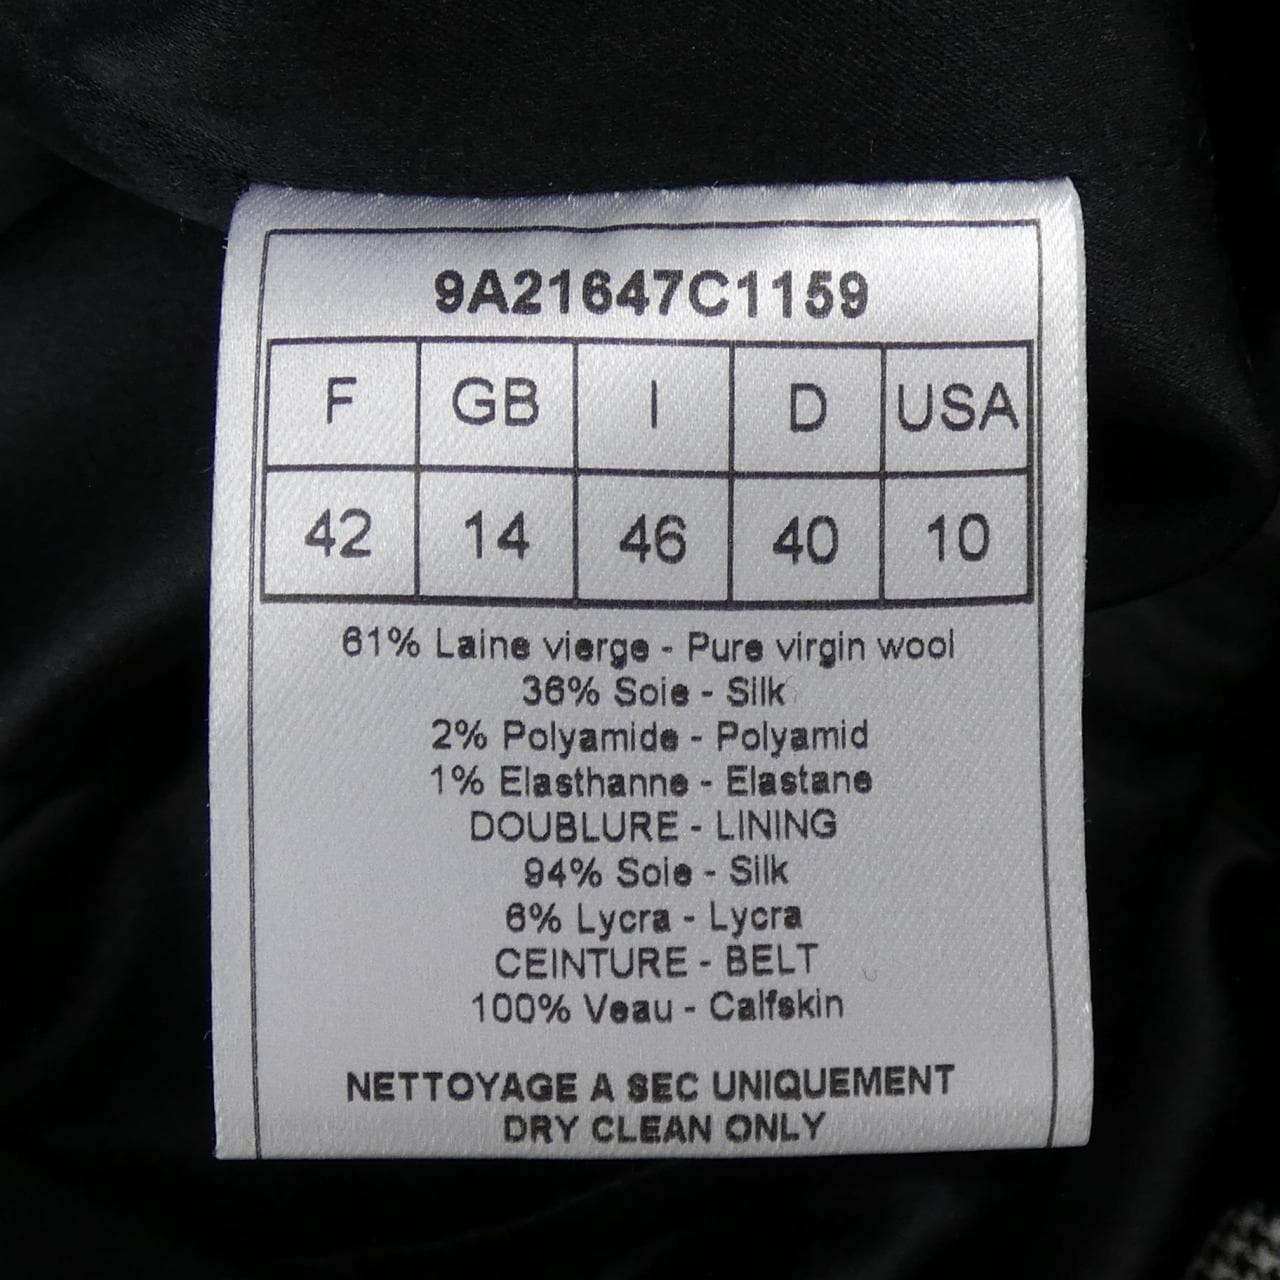 9A21647C1159
F GB I D USA
42 14 46 40 10
61% Laine vierge - Pure virgin wool
36% Soie - Silk
2% Polyamide - Polyamid
1% Elasthanne - Elastane
DOUBLURE - LINING
94% Soie - Silk
6% Lycra - Lycra
CEINTURE - BELT
100% Veau - Calfskin
NETTOYAGE A SEC UNIQUEMENT
DRY CLEAN ONLY